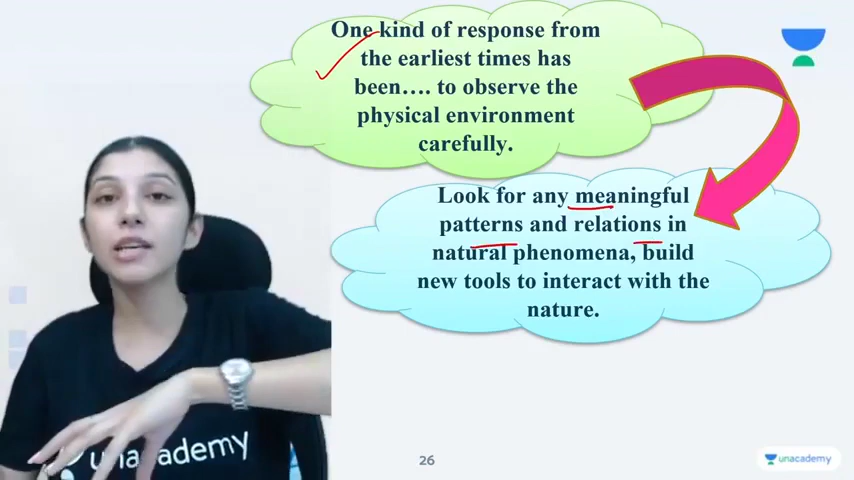 One kind of response from
the earliest times has
been…. to observe the
physical environment
carefully.
Look for any meaningful
patterns and relations in
natural phenomena, build
new tools to interact with the
nature.
unacademy
26
unacademy